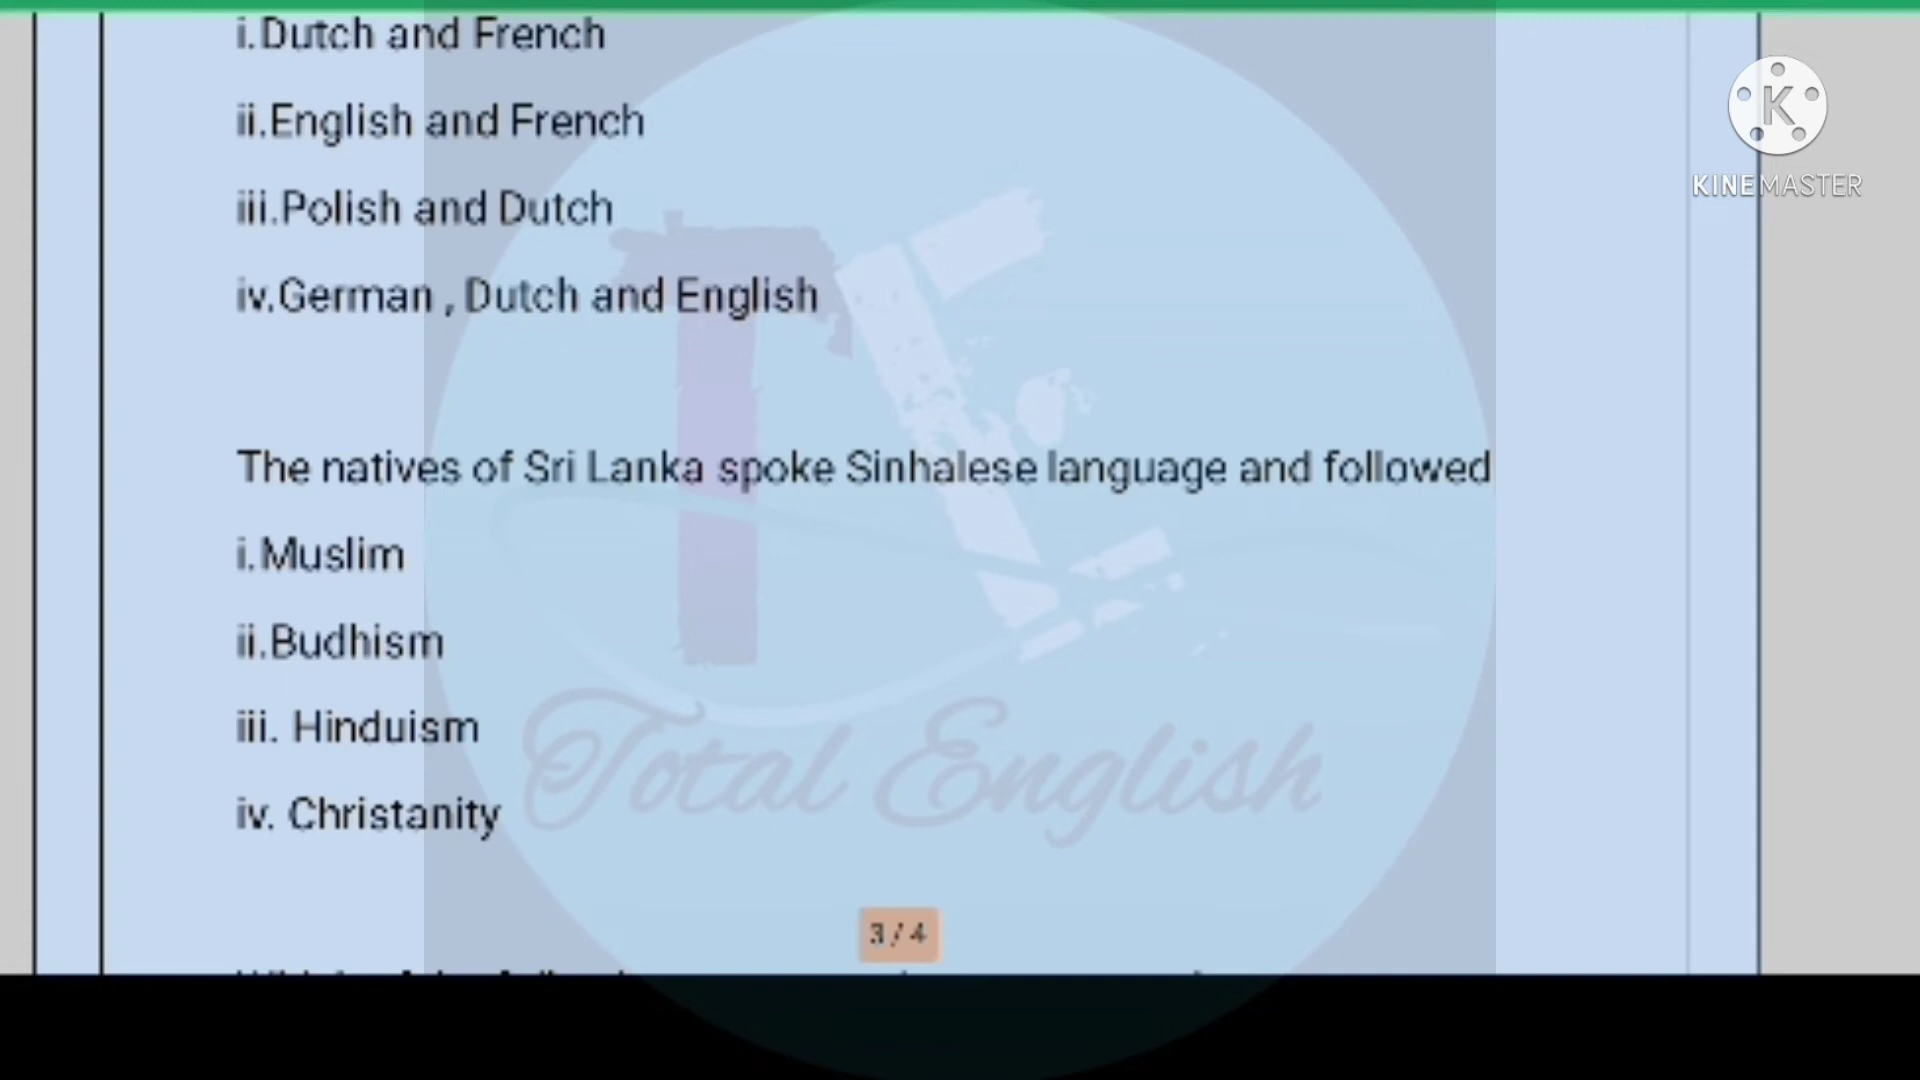 i.Dutch and French
ii.English and French
iii.Polish and Dutch
iv.German , Dutch and English
K
KINEMASTER
The natives of Sri Lanka spoke Sinhalese language and followed
i.Muslim
ii.Budhism
iii. Hinduism
iv. Christanity
Total English
3 / 4